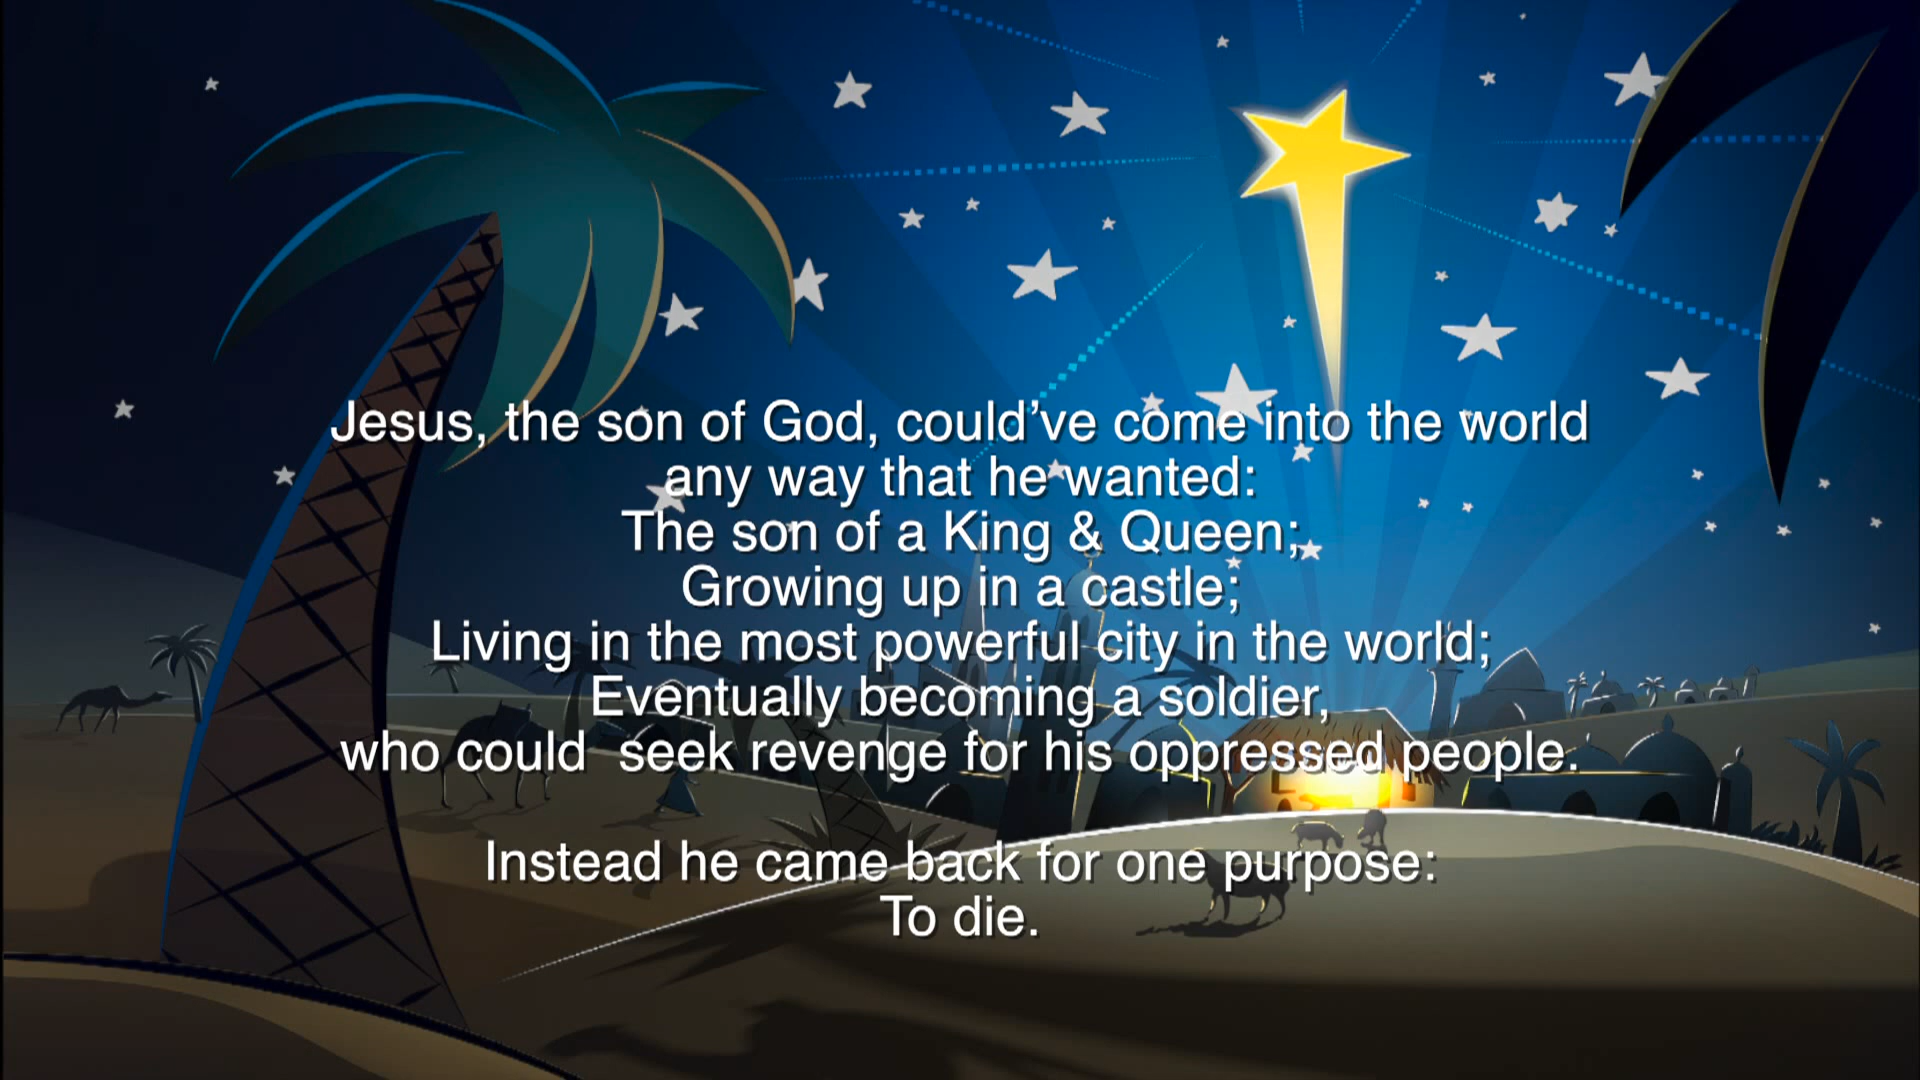 Jesus, the son of God, could’ve come into the world
any way that he wanted:
The son of a King & Queen;
Growing up in a castle;
Living in the most powerful city in the world;
Eventually becoming a soldier,
who could  seek revenge for his oppressed people.
Instead he came back for one purpose:
To die.